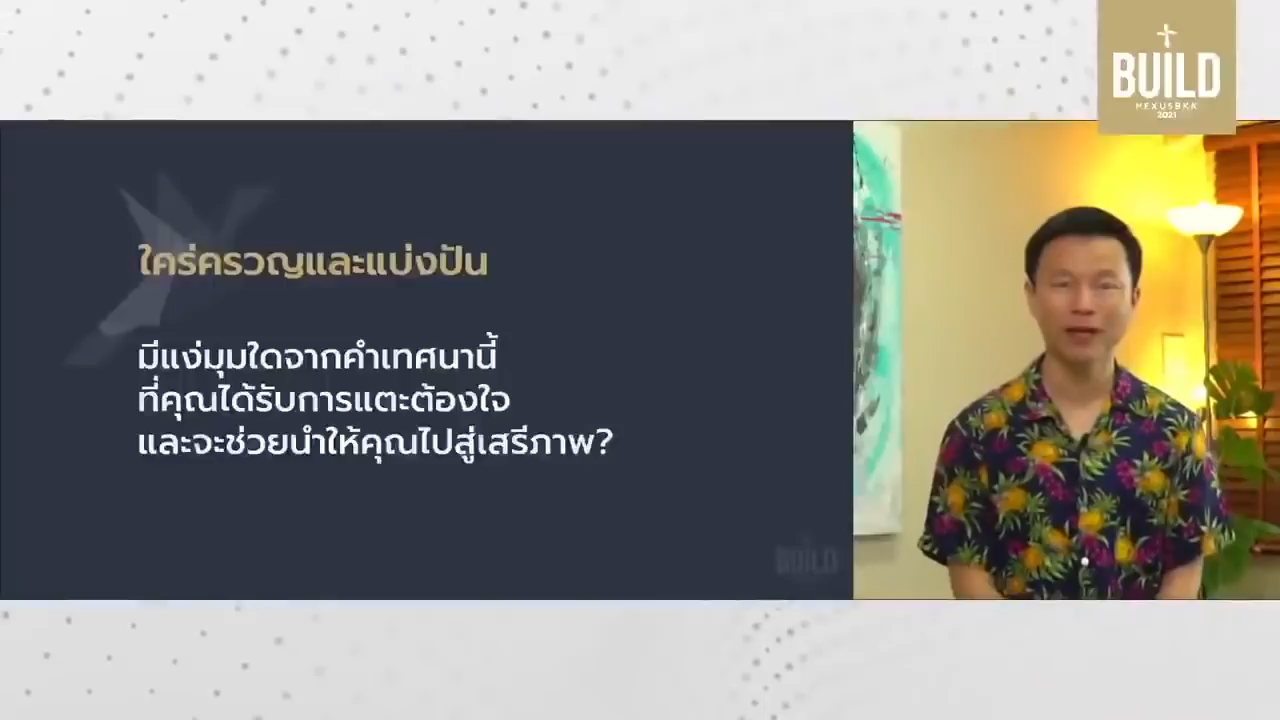 BUILD
NEXUSBKK
2021
ใคร่ครวญและแบ่งปัน
มีแง่มุมใดจากคำเทศนานี้
ที่คุณได้รับการแตะต้องใจ
และจะช่วยนำให้คุณไปสู่เสรีภาพ?
BUILD